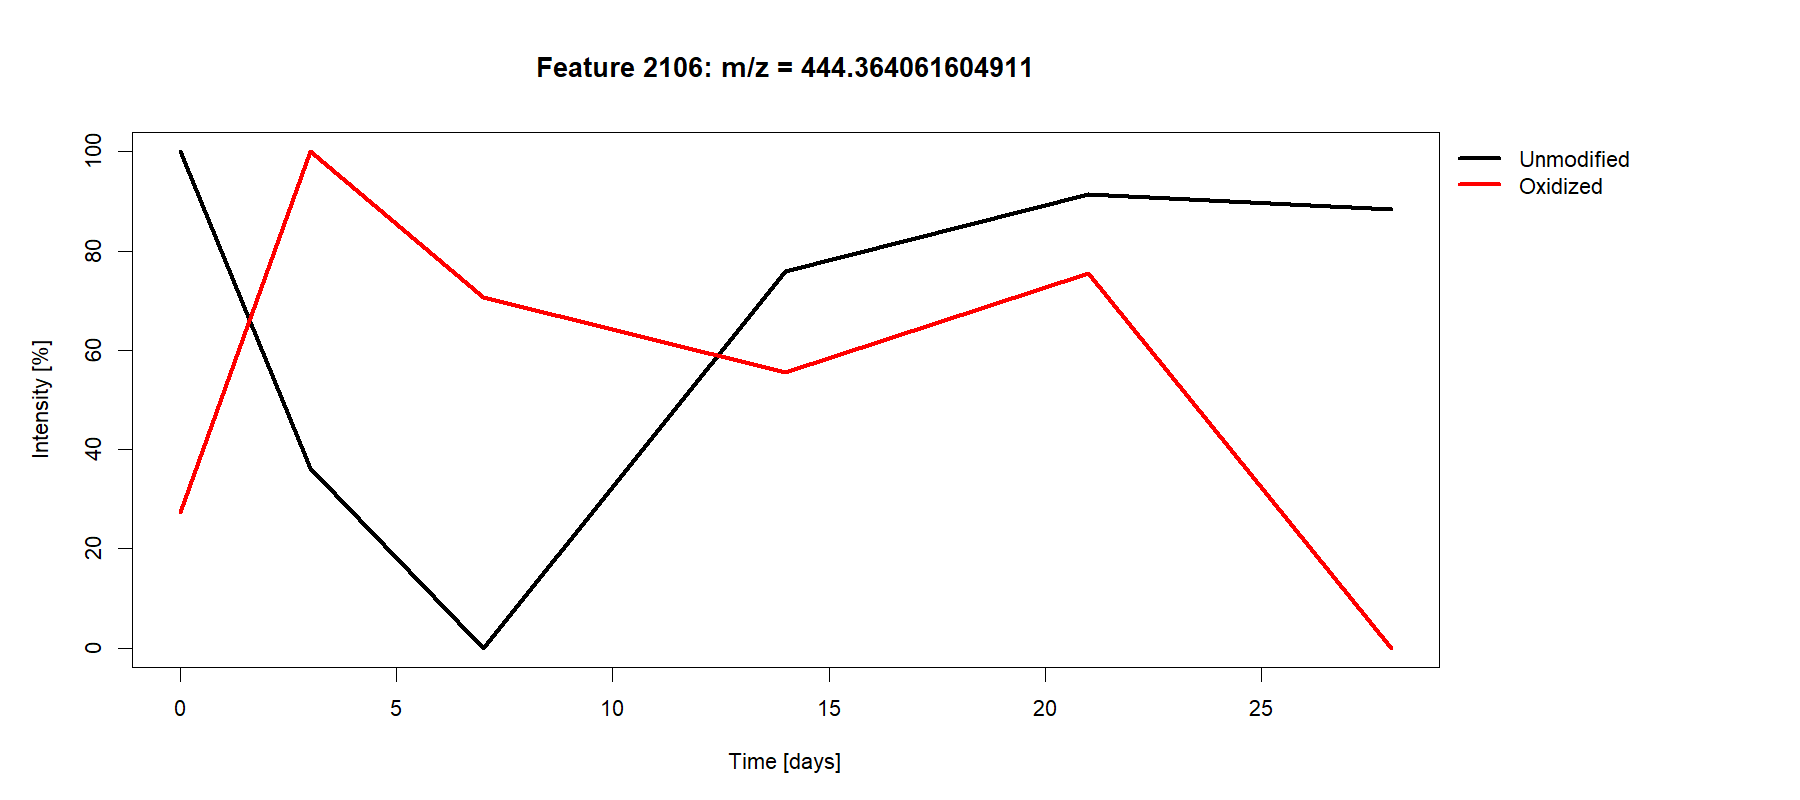 Feature 2106: m/z = 444.364061604911
Unmodified
Oxidized
Intensity [%]
100
80
60
40
20
0
0 5 10 15 20 25
Time [days]